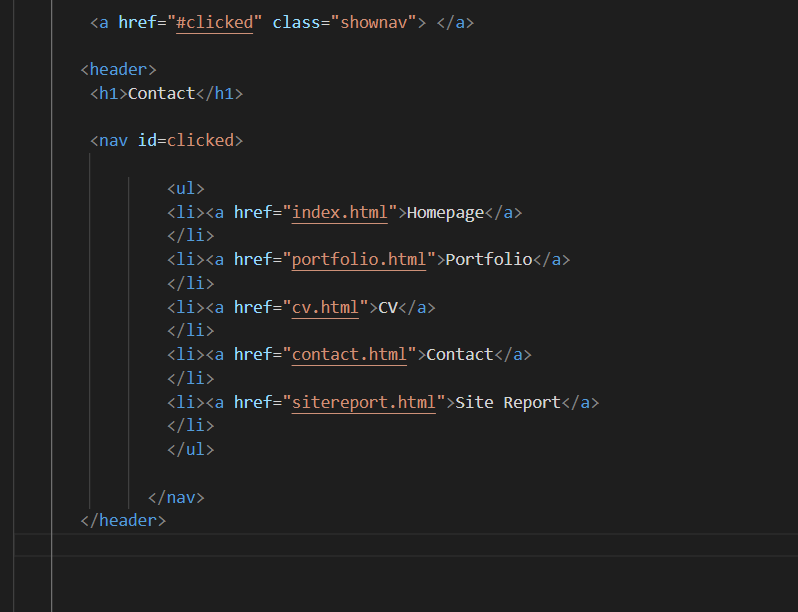 <a href="#clicked" class="shownav"> </a>
<header>
<h1>Contact</h1>
<nav id=clicked>
<ul>
<li><a href="index.html">Homepage</a>
</li>
<li><a href="portfolio.html">Portfolio</a>
</li>
<li><a href="cv.html">CV</a>
</li>
<li><a href="contact.html">Contact</a>
</li>
<li><a href="sitereport.html">Site Report</a>
</li>
</ul>
</nav>
</header>